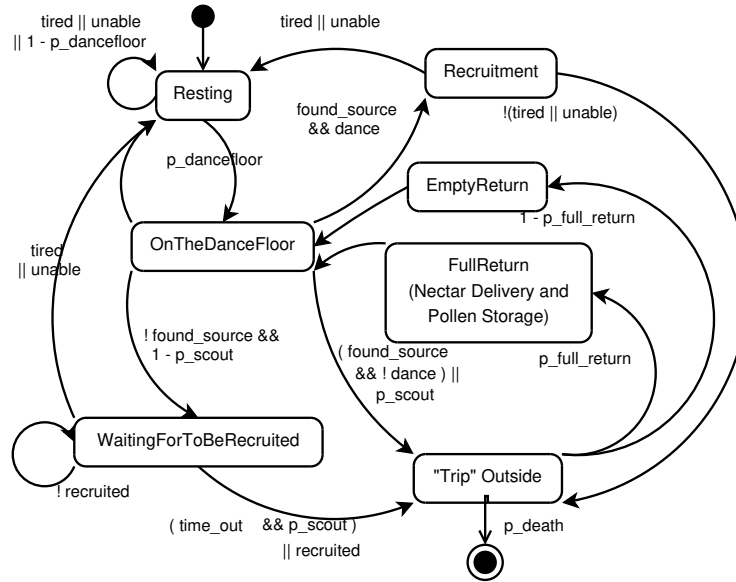 tired || unable
|| 1 - p_dancefloor
tired || unable
Resting
Recruitment
found_source
&& dance
!(tired || unable)
p_dancefloor
EmptyReturn
1 - p_full_return
OnTheDanceFloor
tired
|| unable
FullReturn
(Nectar Delivery and
Pollen Storage)
! found_source &&
1 - p_scout
( found_source
&& ! dance ) ||
p_scout
p_full_return
WaitingForToBeRecruited
"Trip" Outside
! recruited
( time_out && p_scout )
|| recruited
p_death